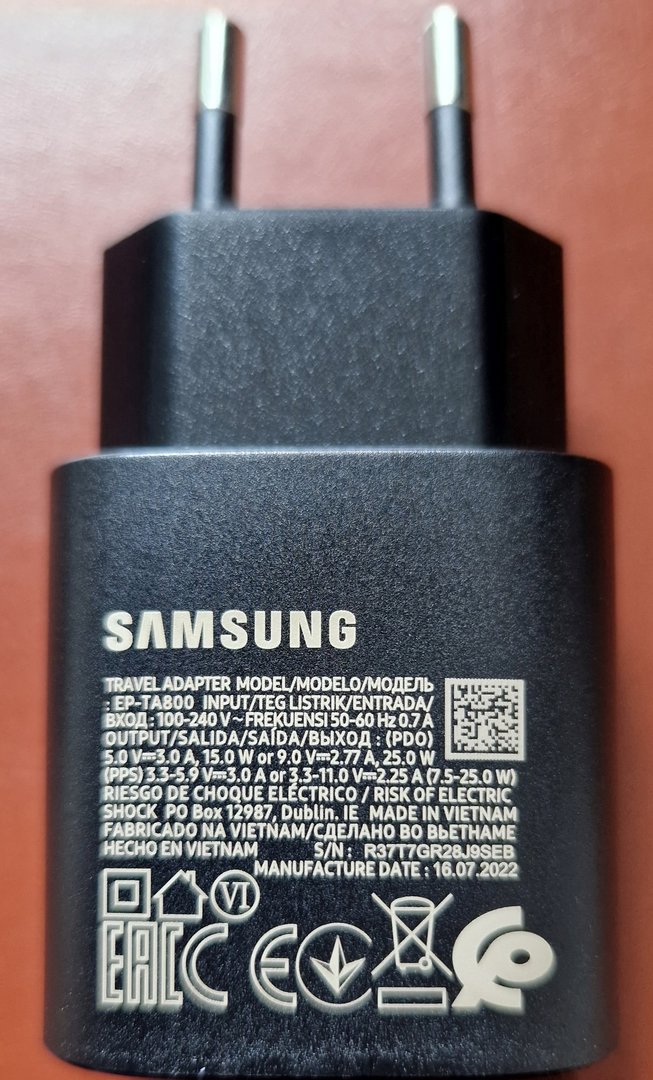 SAMSUNG
TRAVEL ADAPTER MODEL/MODELO/МОДЕЛЬ
: EP-TA800 INPUT/TEG LISTRIK/ENTRADA/
ВХОД : 100-240 V~FREKUENSI 50-60 Hz 0.7 A
OUTPUT/SALIDA/SAÍDA/ВЫХОД : (PDO)
5.0 V⎓3.0 A, 15.0 W or 9.0 V⎓2.77 A, 25.0 W
(PPS) 3.3-5.9 V⎓3.0 A or 3.3-11.0 V⎓2.25 A (7.5-25.0 W)
RIESGO DE CHOQUE ELÉCTRICO / RISK OF ELECTRIC
SHOCK PO Box 12987, Dublin. IE MADE IN VIETNAM
FABRICADO NA VIETNAM/СДЕЛАНО ВО ВЬЕТНАМЕ
HECHO EN VIETNAM S/N : R37T7GR28J9SEB
MANUFACTURE DATE : 16.07.2022
VI
EAC CE